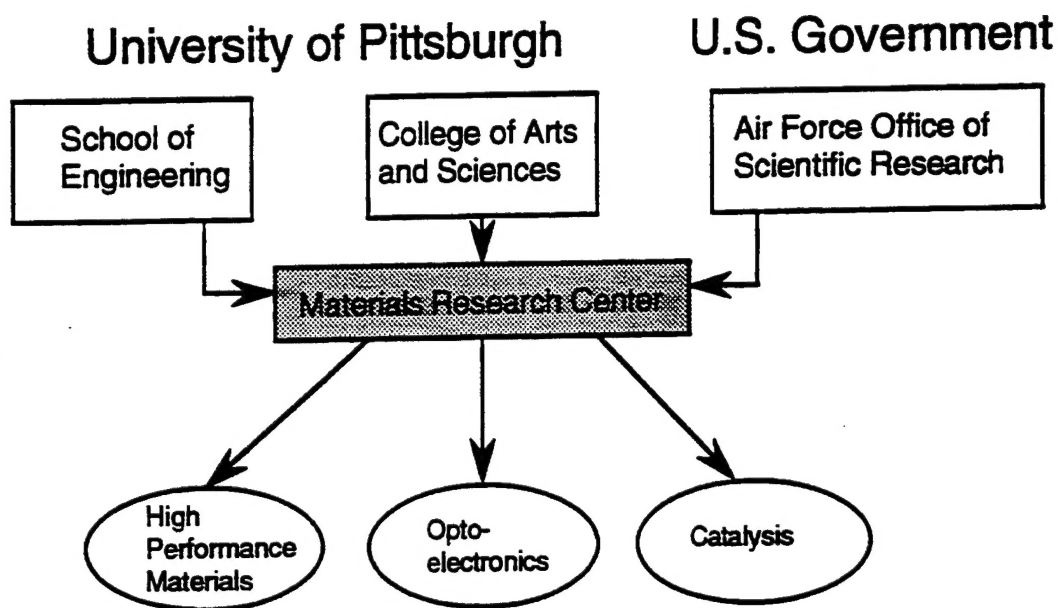 University of Pittsburgh
U.S. Government
School of
Engineering
College of Arts
and Sciences
Air Force Office of
Scientific Research
Materials Research Center
High
Performance
Materials
Opto-
electronics
Catalysis